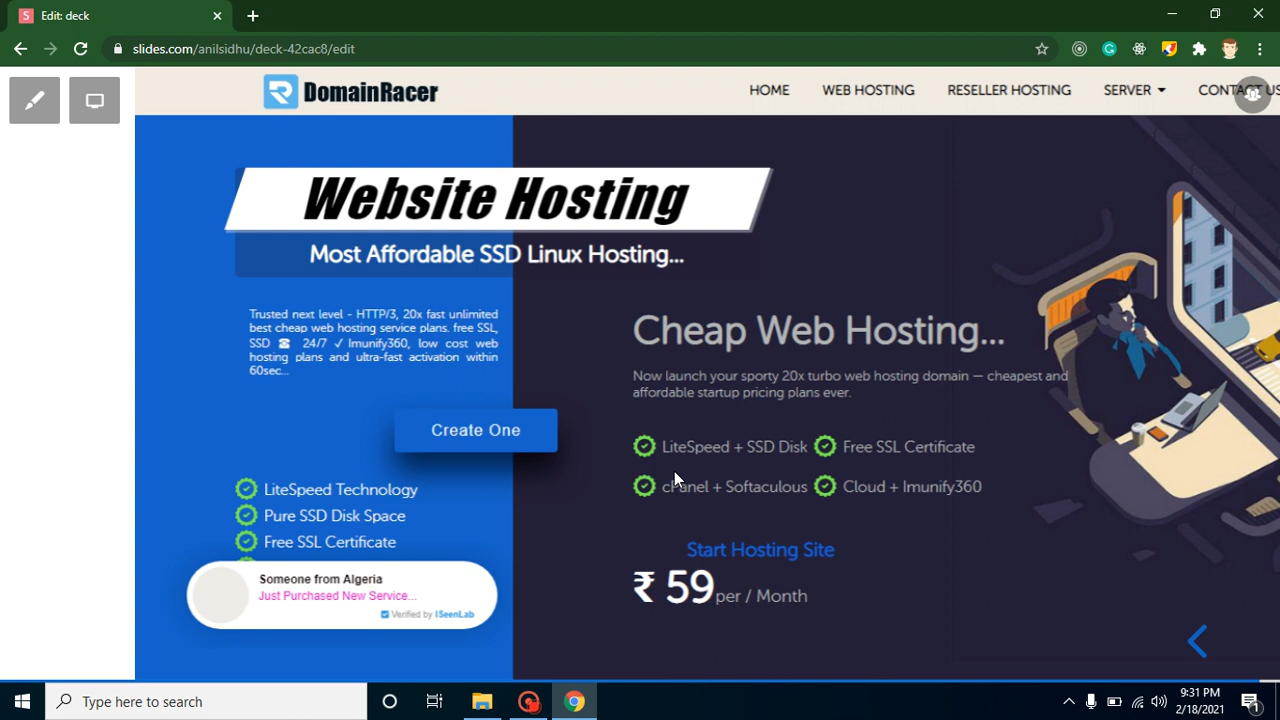 Edit: deck
slides.com/anilsidhu/deck-42cac8/edit
DomainRacer
HOME WEB HOSTING RESELLER HOSTING SERVER CONTACT US
Website Hosting
Most Affordable SSD Linux Hosting...
Trusted next level - HTTP/3, 20x fast unlimited
best cheap web hosting service plans. free SSL,
SSD ☎ 24/7 ✓Imunify360, low cost web
hosting plans and ultra-fast activation within
60sec...
Create One
LiteSpeed Technology
Pure SSD Disk Space
Free SSL Certificate
Someone from Algeria
Just Purchased New Service...
Verified by ISeenLab
Cheap Web Hosting...
Now launch your sporty 20x turbo web hosting domain — cheapest and
affordable startup pricing plans ever.
LiteSpeed + SSD Disk Free SSL Certificate
cPanel + Softaculous Cloud + Imunify360
Start Hosting Site
₹ 59 per / Month
Type here to search
9:31 PM
2/18/2021